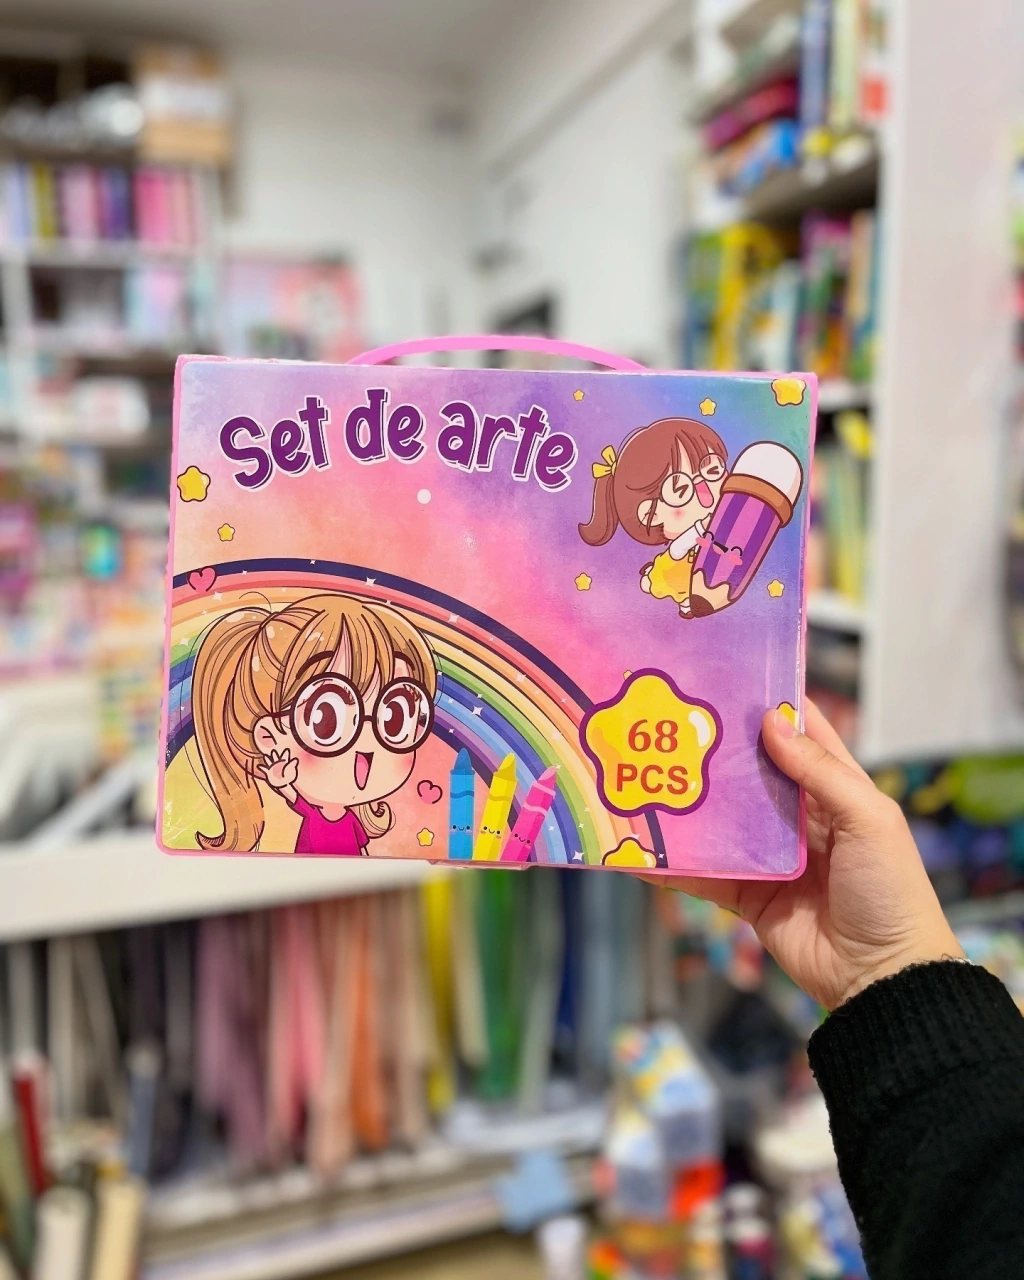 Set de arte
68
PCS